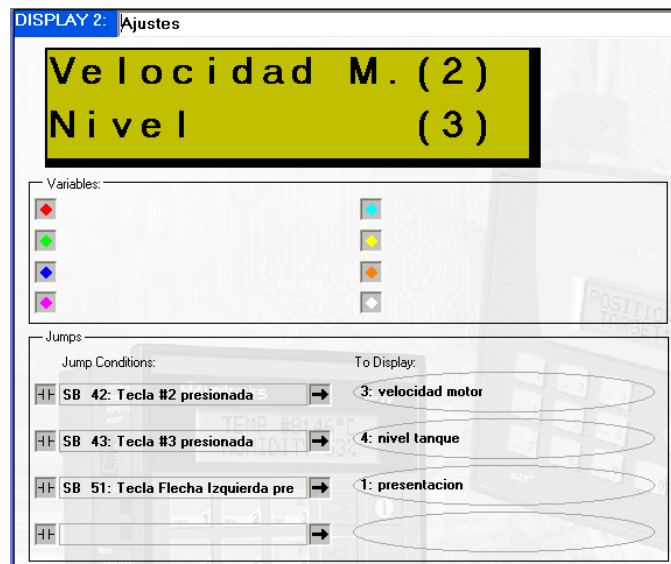 DISPLAY 2: Ajustes
Velocidad M.(2)
Nivel (3)
Variables:
Jumps
Jump Conditions: To Display:
SB 42: Tecla #2 presionada 3: velocidad motor
SB 43: Tecla #3 presionada 4: nivel tanque
SB 51: Tecla Flecha Izquierda pre 1: presentacion